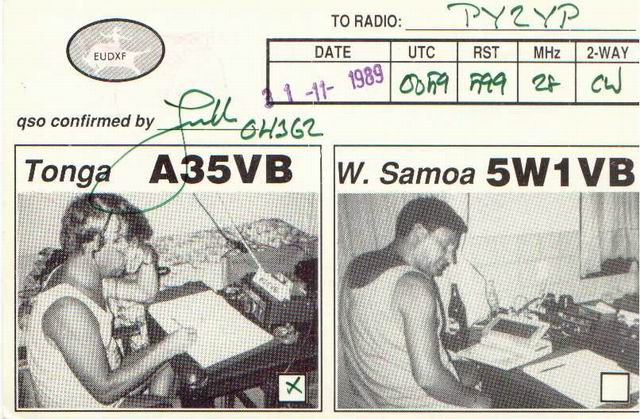 TO RADIO: PY2YP
EUDXF
DATE UTC RST MHz 2-WAY
21 -11- 1989 0059 599 28 CW
qso confirmed by OH3GZ
Tonga A35VB
W. Samoa 5W1VB
X